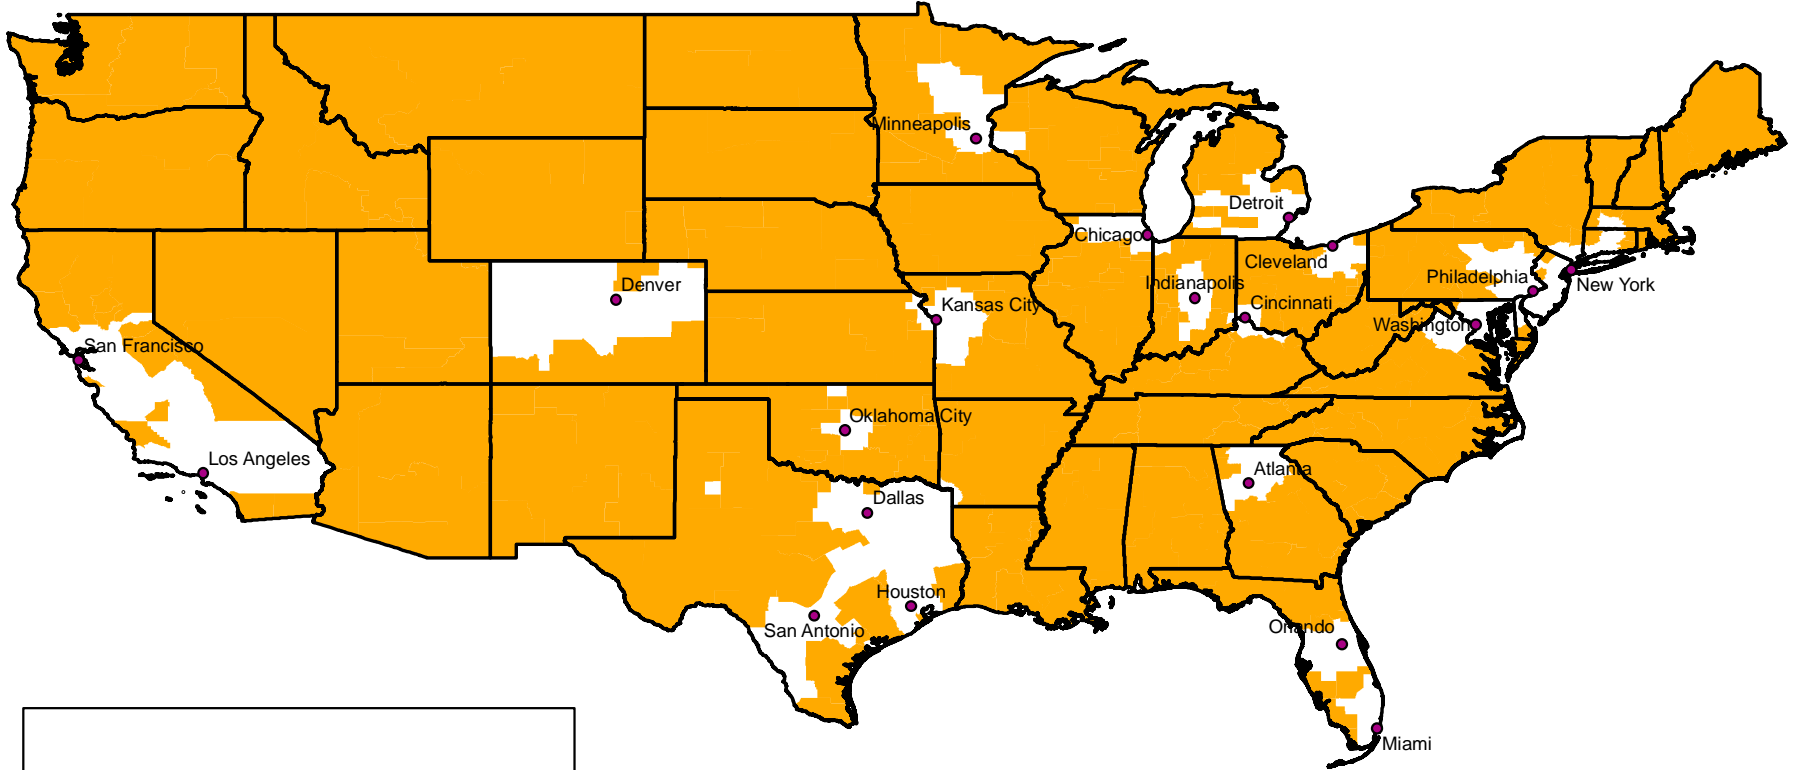 Minneapolis
Detroit
Chicago
Cleveland
Philadelphia
New York
Indianapolis
Denver
Kansas City
Cincinnati
Washington
San Francisco
Oklahoma City
Los Angeles
Atlanta
Dallas
Houston
San Antonio
Orlando
Miami